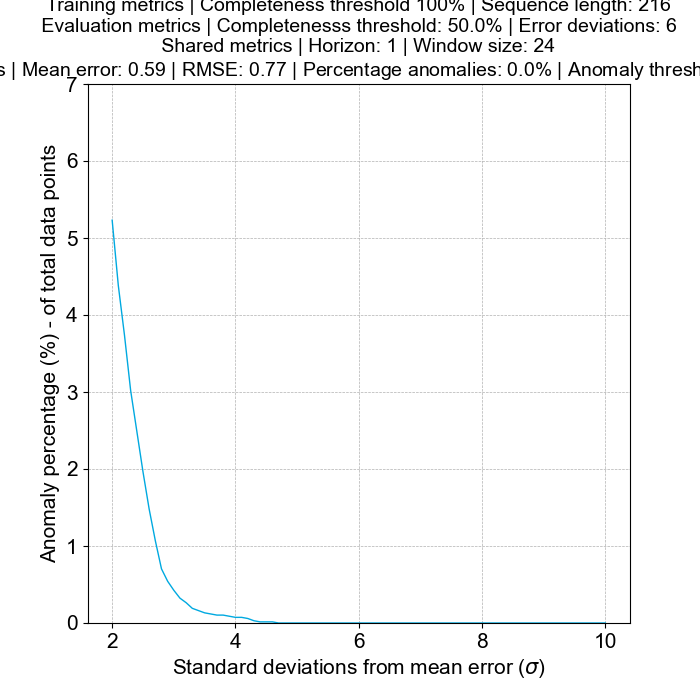 Training metrics | Completeness threshold 100% | Sequence length: 216
Evaluation metrics | Completenesss threshold: 50.0% | Error deviations: 6
Shared metrics | Horizon: 1 | Window size: 24
s | Mean error: 0.59 | RMSE: 0.77 | Percentage anomalies: 0.0% | Anomaly thresh
7
6
5
4
3
2
1
0
Anomaly percentage (%) - of total data points
2 4 6 8 10
Standard deviations from mean error (σ)